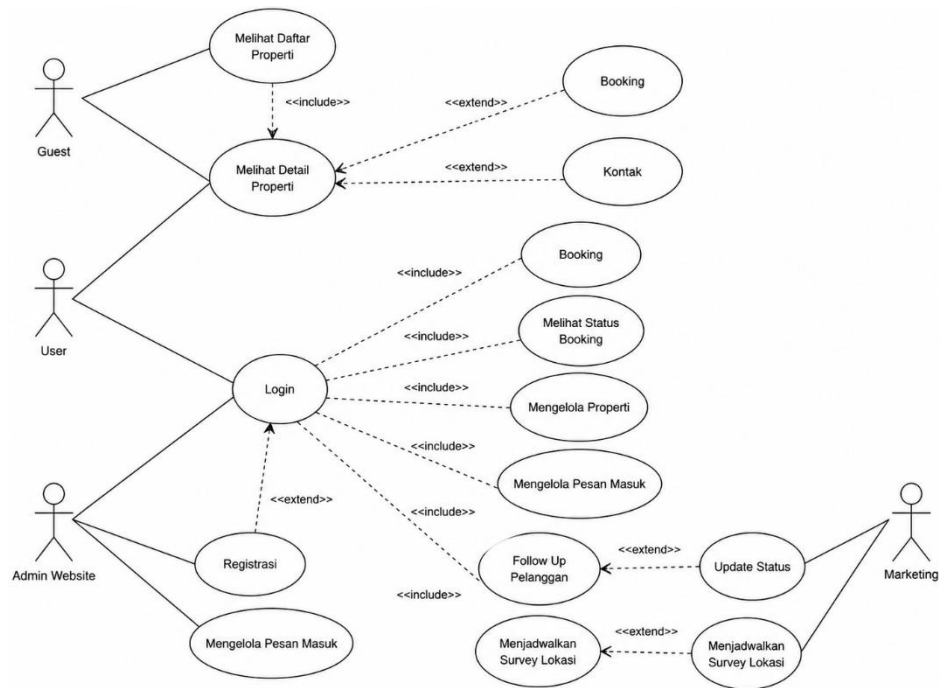 Melihat Daftar
Properti
Guest
<<include>>
<<extend>>
Booking
Melihat Detail
Properti
<<extend>>
Kontak
User
<<include>>
Booking
<<include>>
Melihat Status
Booking
Login
<<include>>
Mengelola Properti
<<include>>
Mengelola Pesan Masuk
<<extend>>
<<include>>
Admin Website
Registrasi
Follow Up
Pelanggan
<<extend>>
Update Status
Marketing
<<include>>
Mengelola Pesan Masuk
Menjadwalkan
Survey Lokasi
<<extend>>
Menjadwalkan
Survey Lokasi